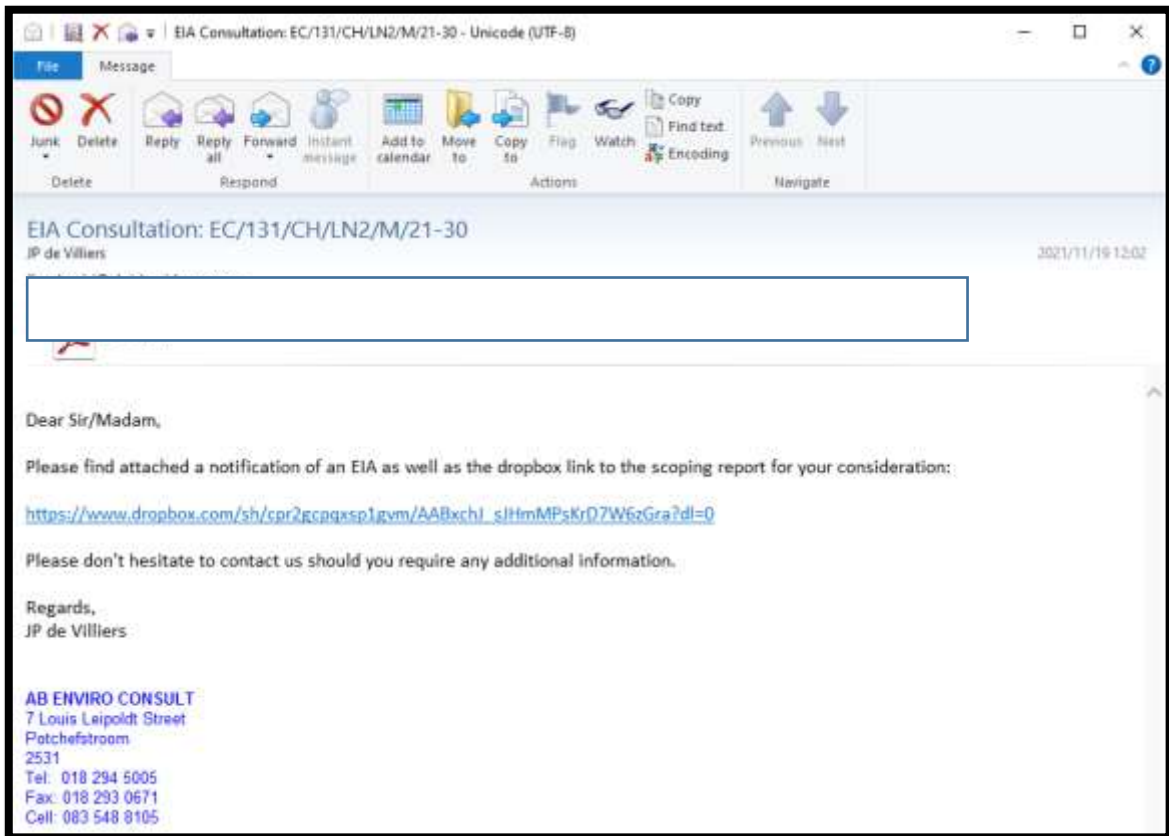 EIA Consultation: EC/131/CH/LN2/M/21-30 - Unicode (UTF-8)
File Message
Junk Delete Reply Reply all Forward Instant message Add to calendar Move to Copy to Flag Watch Copy Find text Encoding Previous Next
Delete Respond Actions Navigate
EIA Consultation: EC/131/CH/LN2/M/21-30
JP de Villiers 2021/11/19 12:02
Dear Sir/Madam,
Please find attached a notification of an EIA as well as the dropbox link to the scoping report for your consideration:
https://www.dropbox.com/sh/cpr2gcpqxsp1gvm/AABxchJ_sJHmMPsKrD7W6zGra?dl=0
Please don't hesitate to contact us should you require any additional information.
Regards,
JP de Villiers
AB ENVIRO CONSULT
7 Louis Leipoldt Street
Potchefstroom
2531
Tel: 018 294 5005
Fax: 018 293 0671
Cell: 083 548 8105